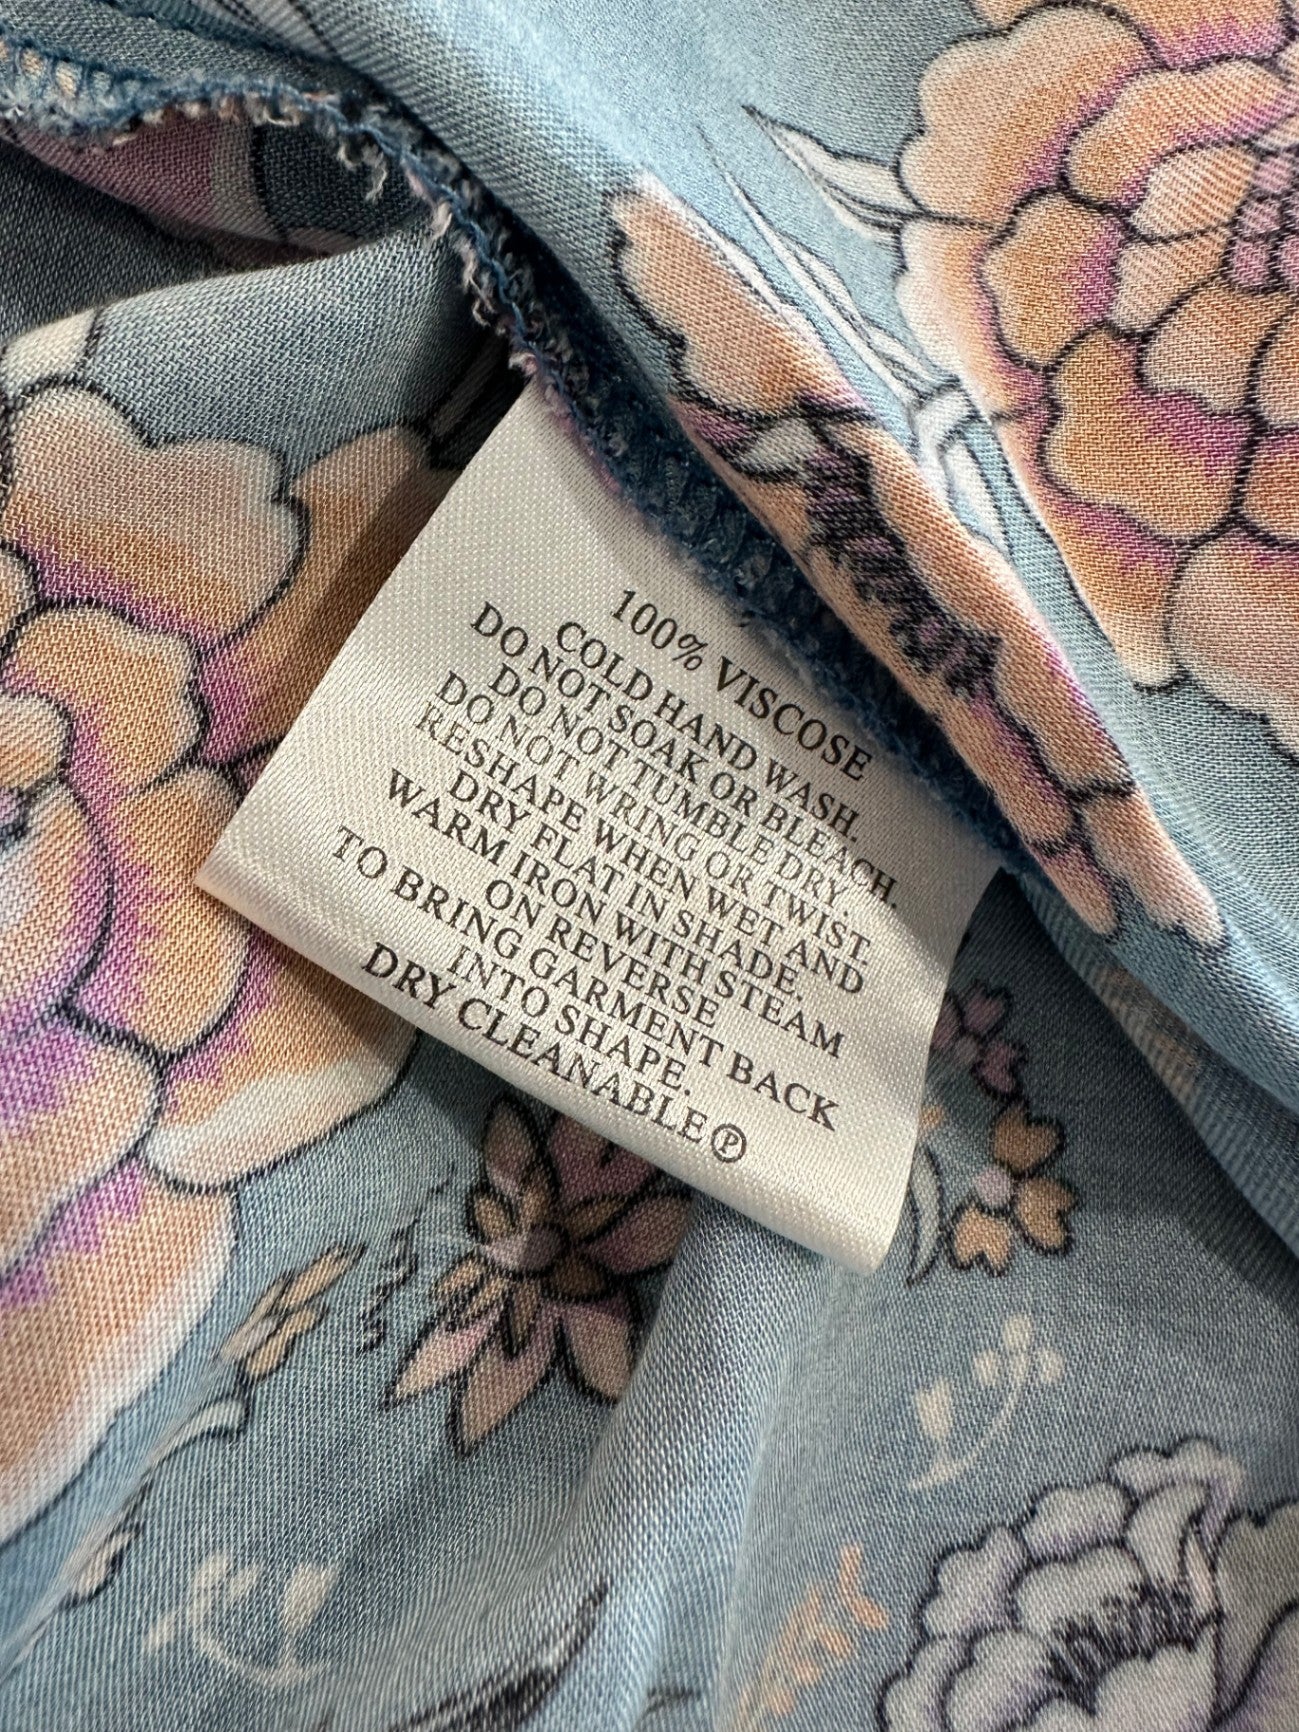 100% VISCOSE
COLD HAND WASH.
DO NOT SOAK OR BLEACH.
DO NOT TUMBLE DRY.
DO NOT WRING OR TWIST.
RESHAPE WHEN WET AND
DRY FLAT IN SHADE.
WARM IRON WITH STEAM
ON REVERSE
TO BRING GARMENT BACK
INTO SHAPE.
DRY CLEANABLE Ⓟ